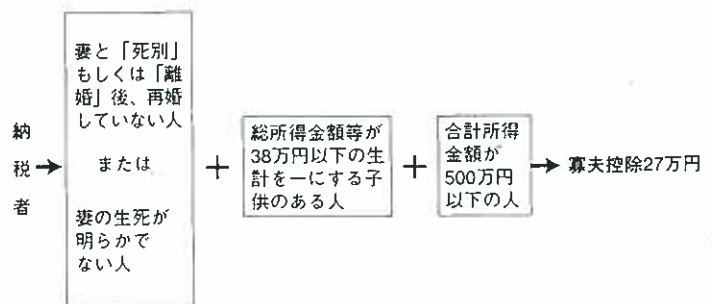 納税者
妻と「死別」
もしくは「離
婚」後、再婚
していない人
または
妻の生死が
明らかで
ない人
＋
総所得金額等が
38万円以下の生
計を一にする子
供のある人
＋
合計所得
金額が
500万円
以下の人
寡夫控除27万円